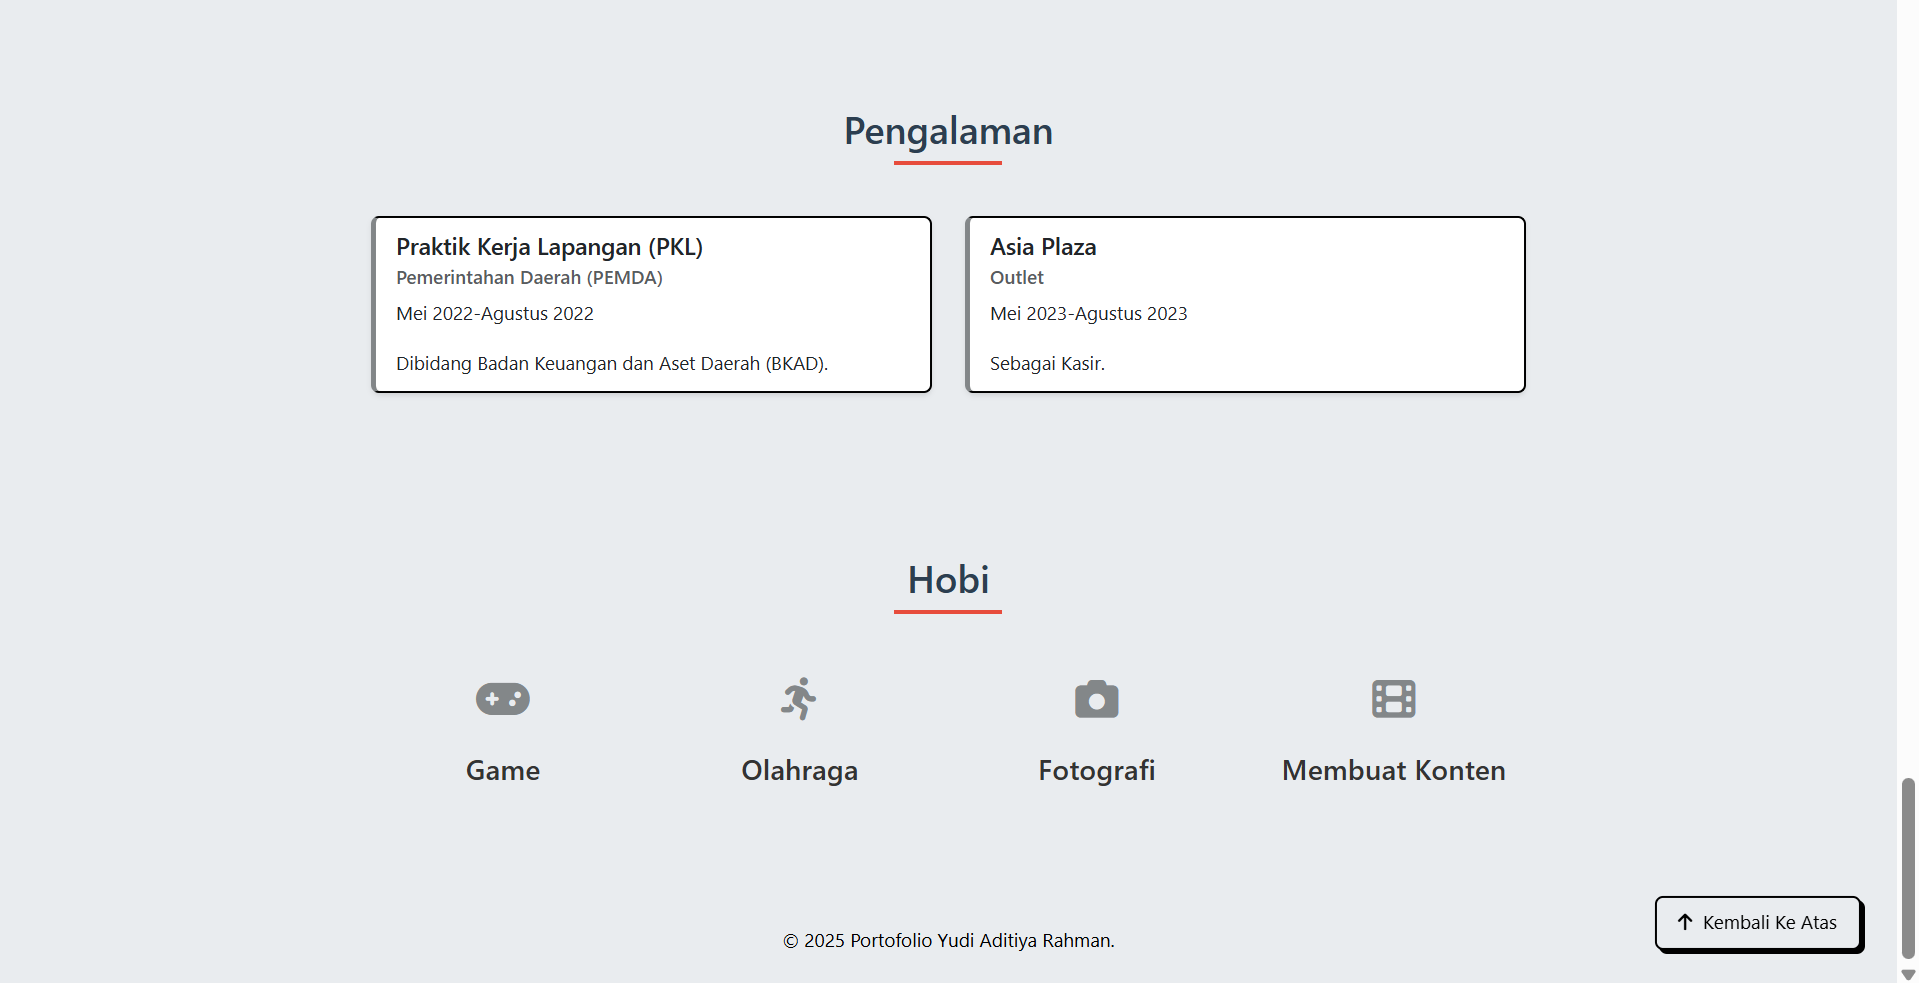 Pengalaman
Praktik Kerja Lapangan (PKL)
Pemerintahan Daerah (PEMDA)
Mei 2022-Agustus 2022
Dibidang Badan Keuangan dan Aset Daerah (BKAD).
Asia Plaza
Outlet
Mei 2023-Agustus 2023
Sebagai Kasir.
Hobi
Game
Olahraga
Fotografi
Membuat Konten
© 2025 Portofolio Yudi Aditiya Rahman.
Kembali Ke Atas